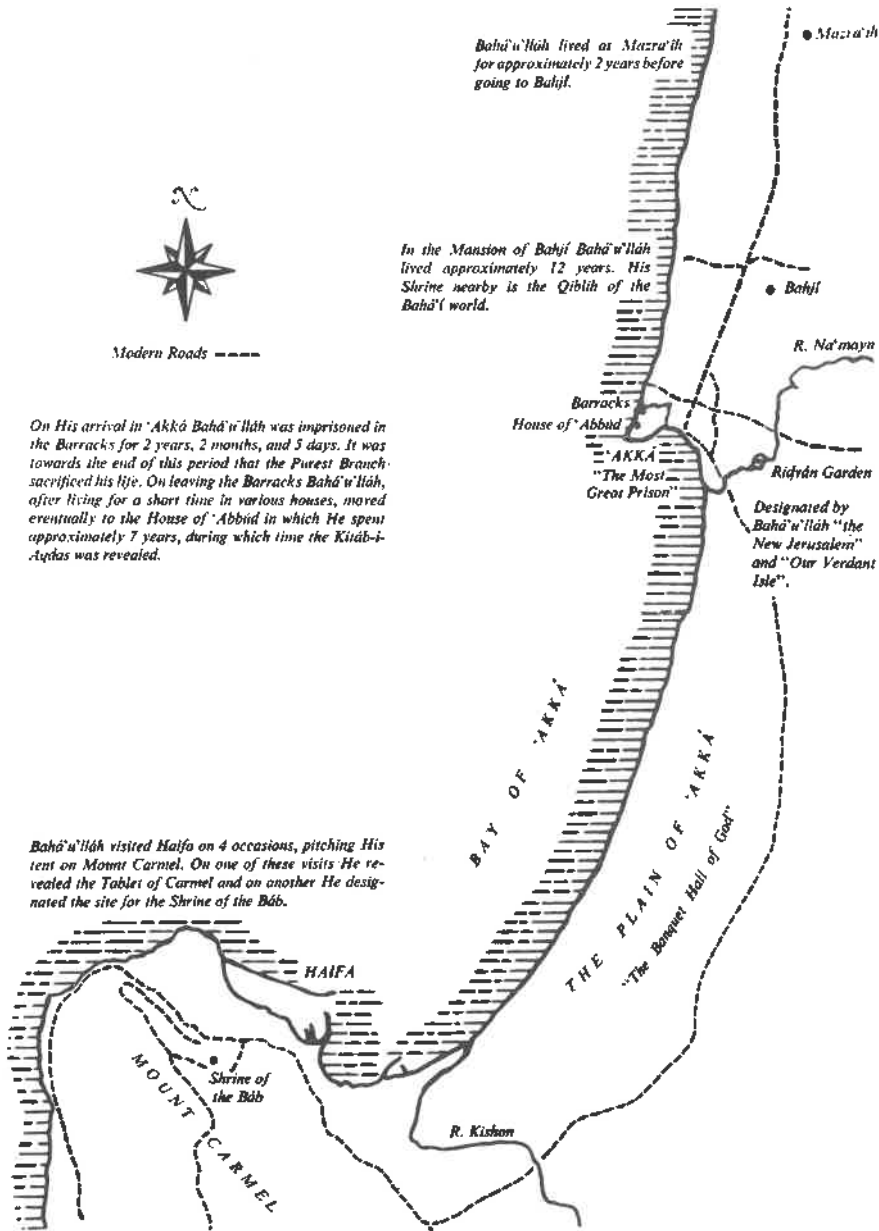 Bahá'u'lláh lived at Mazra'ih
for approximately 2 years before
going to Bahjí.
Mazra'ih
N
In the Mansion of Bahjí Bahá'u'lláh
lived approximately 12 years. His
Shrine nearby is the Qiblih of the
Bahá'í world.
Bahjí
Modern Roads
R. Na'mayn
Barracks
House of 'Abbúd
'AKKÁ
"The Most
Great Prison"
Riḍván Garden
Designated by
Bahá'u'lláh "the
New Jerusalem"
and "Our Verdant
Isle".
On His arrival in 'Akká Bahá'u'lláh was imprisoned in
the Barracks for 2 years, 2 months, and 5 days. It was
towards the end of this period that the Purest Branch
sacrificed his life. On leaving the Barracks Bahá'u'lláh,
after living for a short time in various houses, moved
eventually to the House of 'Abbúd in which He spent
approximately 7 years, during which time the Kitáb-i-
Aqdas was revealed.
BAY OF 'AKKÁ
THE PLAIN OF 'AKKÁ
"The Banquet Hall of God"
Bahá'u'lláh visited Haifa on 4 occasions, pitching His
tent on Mount Carmel. On one of these visits He re-
vealed the Tablet of Carmel and on another He desig-
nated the site for the Shrine of the Báb.
HAIFA
Shrine of
the Báb
MOUNT CARMEL
R. Kishon